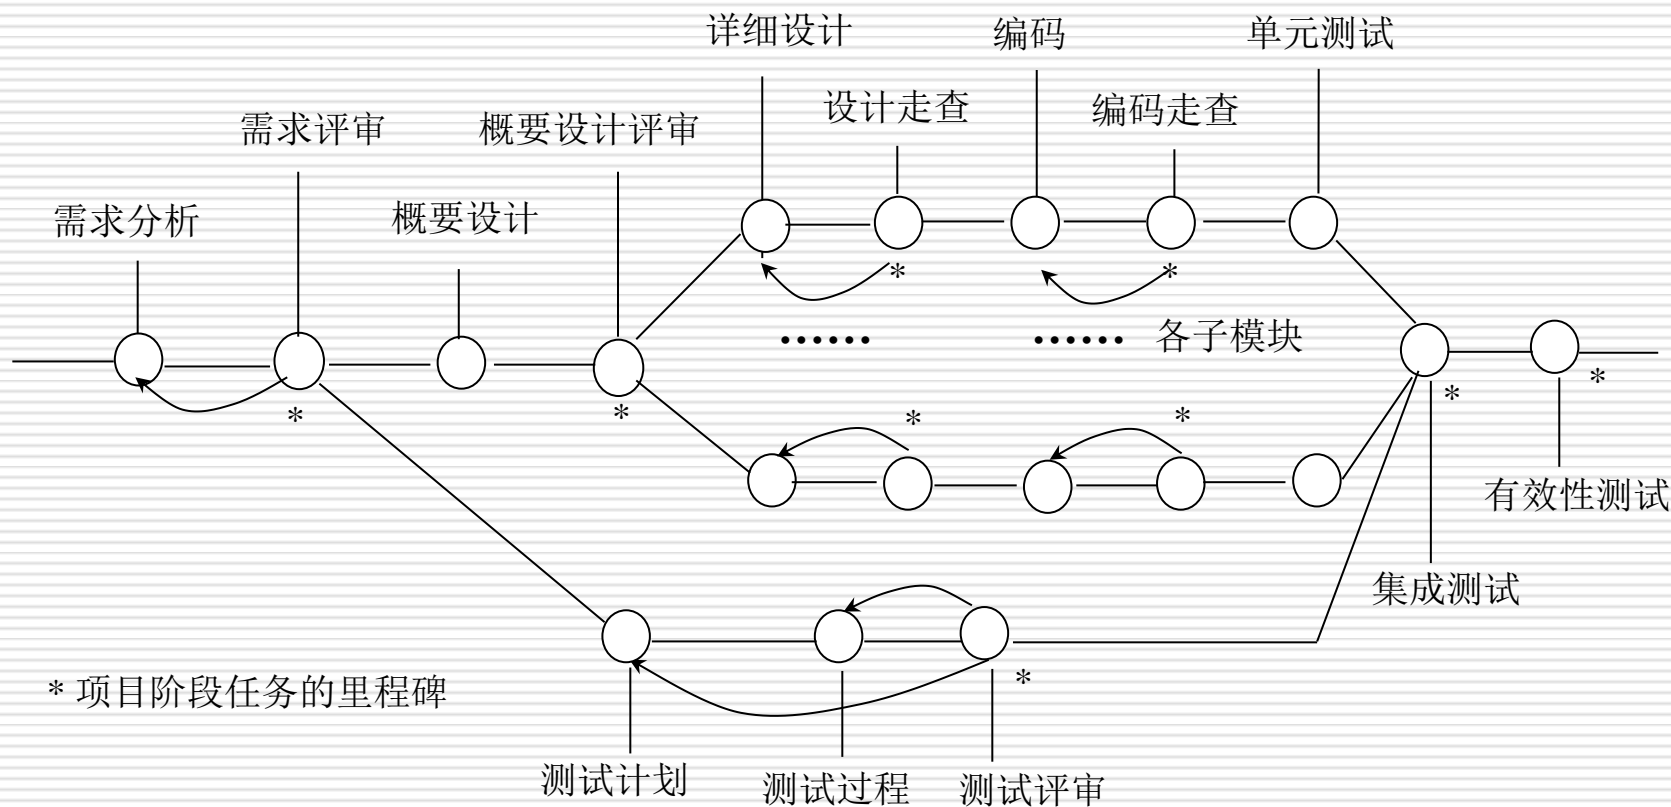 详细设计
编码
单元测试
设计走查
编码走查
需求评审
概要设计评审
需求分析
概要设计
*
*
...... ...... 各子模块
*
*
*
*
*
*
有效性测试
集成测试
*
* 项目阶段任务的里程碑
测试计划
测试过程
测试评审